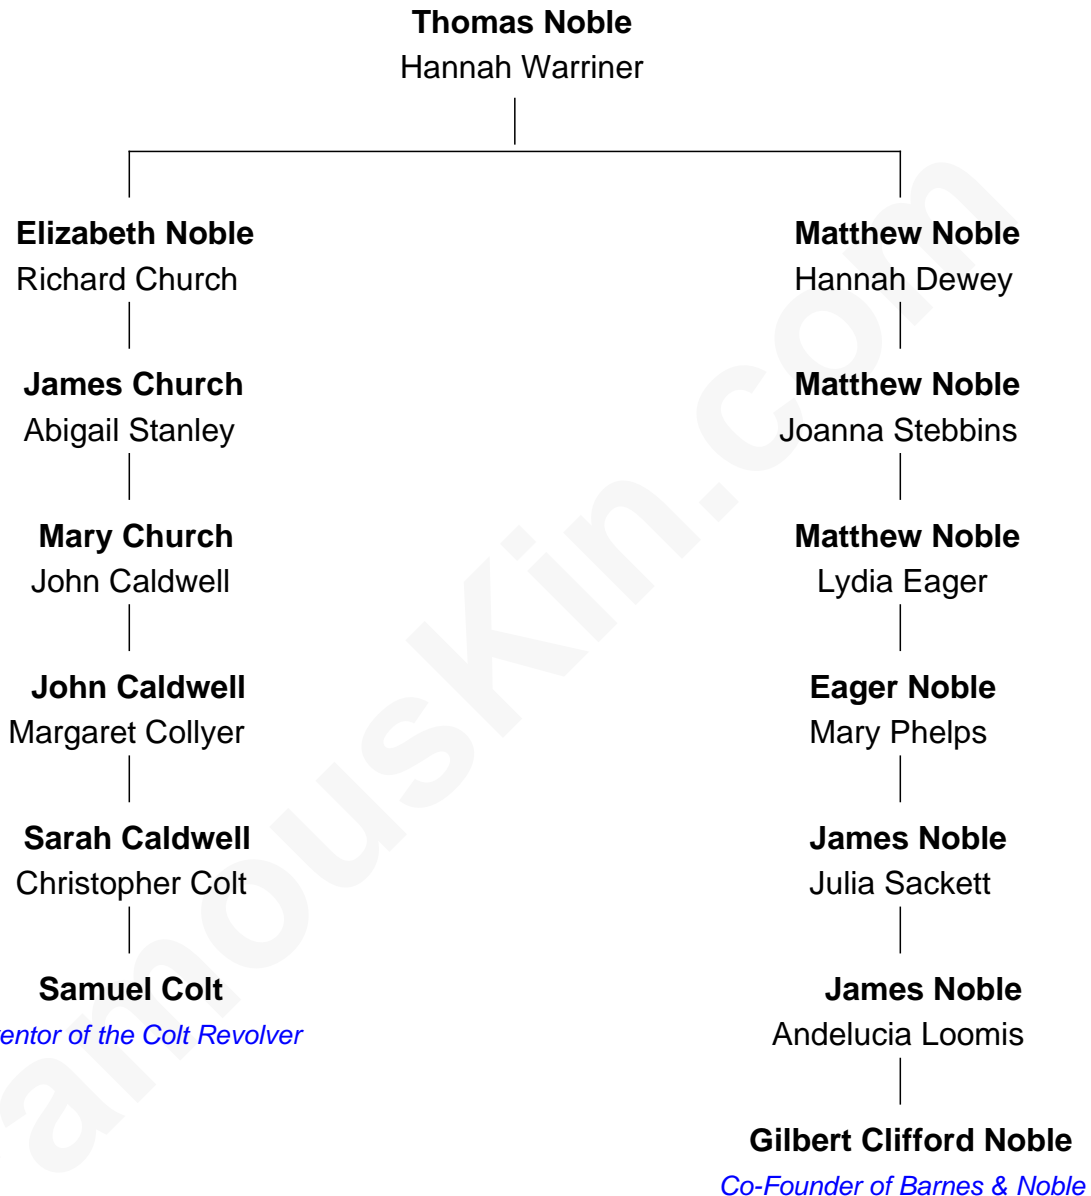 Thomas Noble
Hannah Warriner
Elizabeth Noble
Richard Church
Matthew Noble
Hannah Dewey
James Church
Abigail Stanley
Matthew Noble
Joanna Stebbins
Mary Church
John Caldwell
Matthew Noble
Lydia Eager
John Caldwell
Margaret Collyer
Eager Noble
Mary Phelps
Sarah Caldwell
Christopher Colt
James Noble
Julia Sackett
Samuel Colt
entor of the Colt Revolver
James Noble
Andelucia Loomis
Gilbert Clifford Noble
Co-Founder of Barnes & Noble
amouskin.com